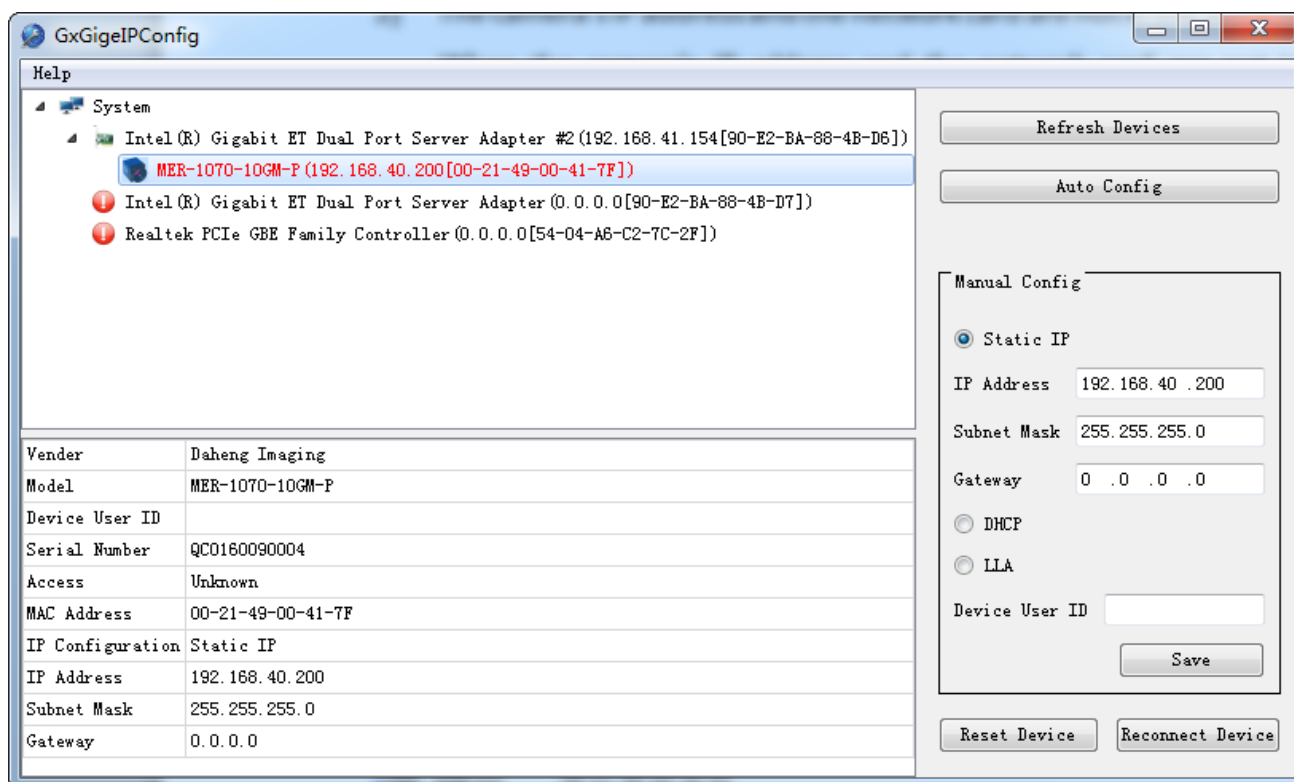 GxGigeIPConfig
Help
System
Intel(R) Gigabit ET Dual Port Server Adapter #2(192.168.41.154[90-E2-BA-88-4B-D6])
MER-1070-10GM-P(192.168.40.200[00-21-49-00-41-7F])
Intel(R) Gigabit ET Dual Port Server Adapter(0.0.0.0[90-E2-BA-88-4B-D7])
Realtek PCIe GBE Family Controller(0.0.0.0[54-04-A6-C2-7C-2F])
Vender Daheng Imaging
Model MER-1070-10GM-P
Device User ID
Serial Number QC0160090004
Access Unknown
MAC Address 00-21-49-00-41-7F
IP Configuration Static IP
IP Address 192.168.40.200
Subnet Mask 255.255.255.0
Gateway 0.0.0.0
Refresh Devices
Auto Config
Manual Config
Static IP
IP Address 192.168.40 .200
Subnet Mask 255.255.255.0
Gateway 0 .0 .0 .0
DHCP
LLA
Device User ID
Save
Reset Device
Reconnect Device